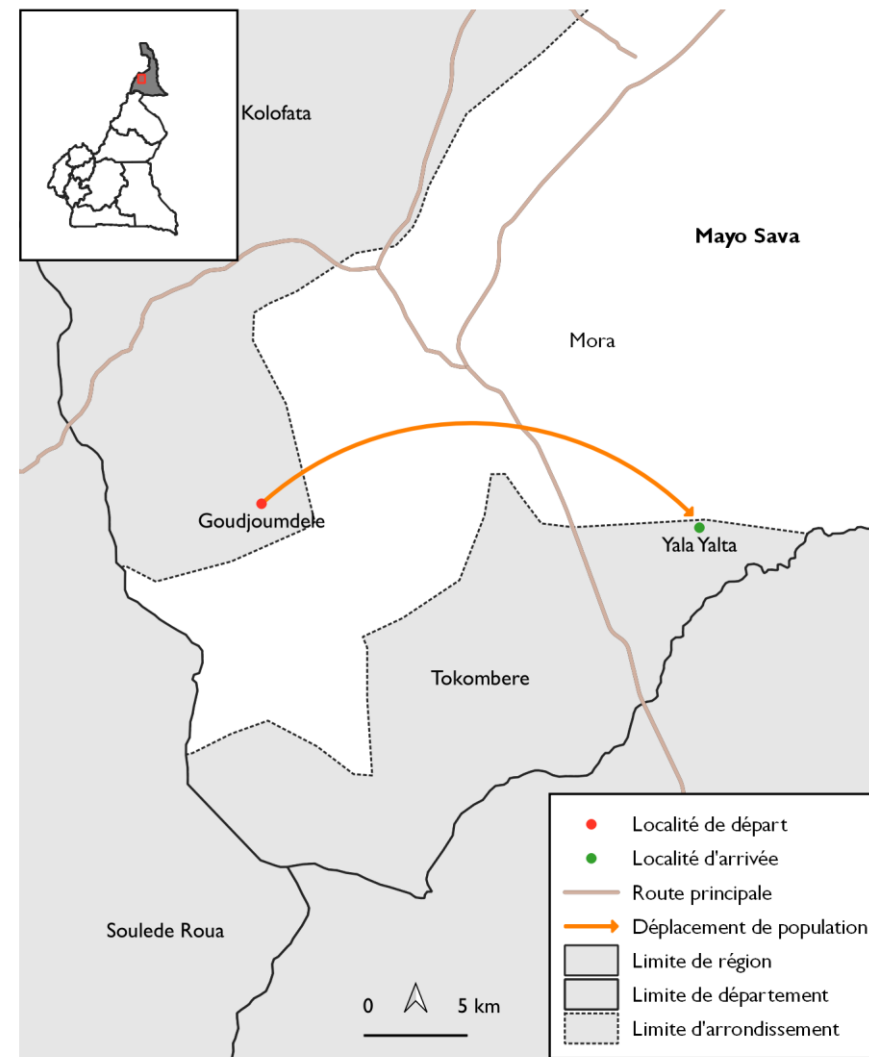 Kolofata
Mayo Sava
Mora
Goudjoumdele
Yala Yalta
Tokombere
Soulede Roua
0 5 km
Localité de départ
Localité d'arrivée
Route principale
Déplacement de population
Limite de région
Limite de département
Limite d'arrondissement